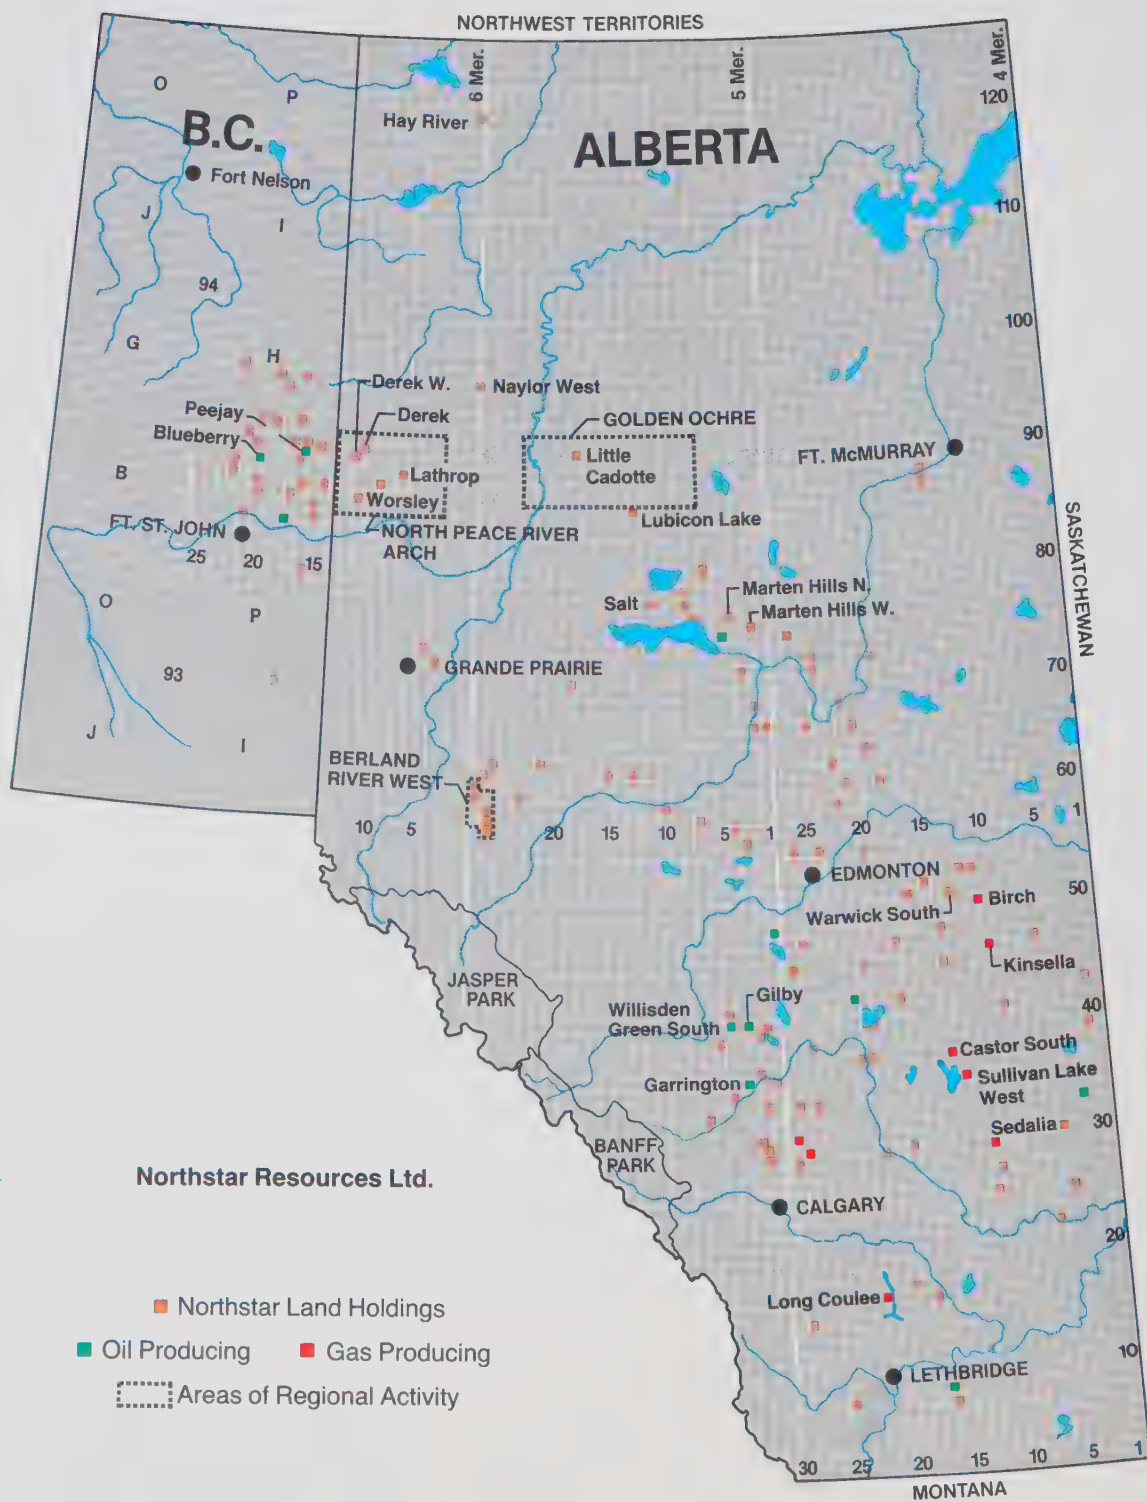 NORTHWEST TERRITORIES
6 Mer.
5 Mer.
4 Mer.
O
P
120
Hay River
B.C.
ALBERTA
Fort Nelson
J
I
110
94
G
H
100
Derek W.
Naylor West
Peejay
Derek
GOLDEN OCHRE
Blueberry
90
FT. McMURRAY
B
Lathrop
Little
Cadotte
Worsley
Lubicon Lake
FT. ST. JOHN
NORTH PEACE RIVER
ARCH
25
20
15
80
SASKATCHEWAN
Marten Hills N.
Salt
Marten Hills W.
O
P
GRANDE PRAIRIE
70
93
J
I
BERLAND
RIVER WEST
60
10
5
20
15
10
5
1
25
20
15
10
5
1
EDMONTON
50
Birch
Warwick South
Kinsella
JASPER
PARK
Gilby
Willisden
Green South
40
Castor South
Sullivan Lake
West
Garrington
Sedalia
30
BANFF
PARK
Northstar Resources Ltd.
CALGARY
20
Long Coulee
Northstar Land Holdings
Oil Producing
Gas Producing
10
LETHBRIDGE
Areas of Regional Activity
30
25
20
15
10
5
1
MONTANA